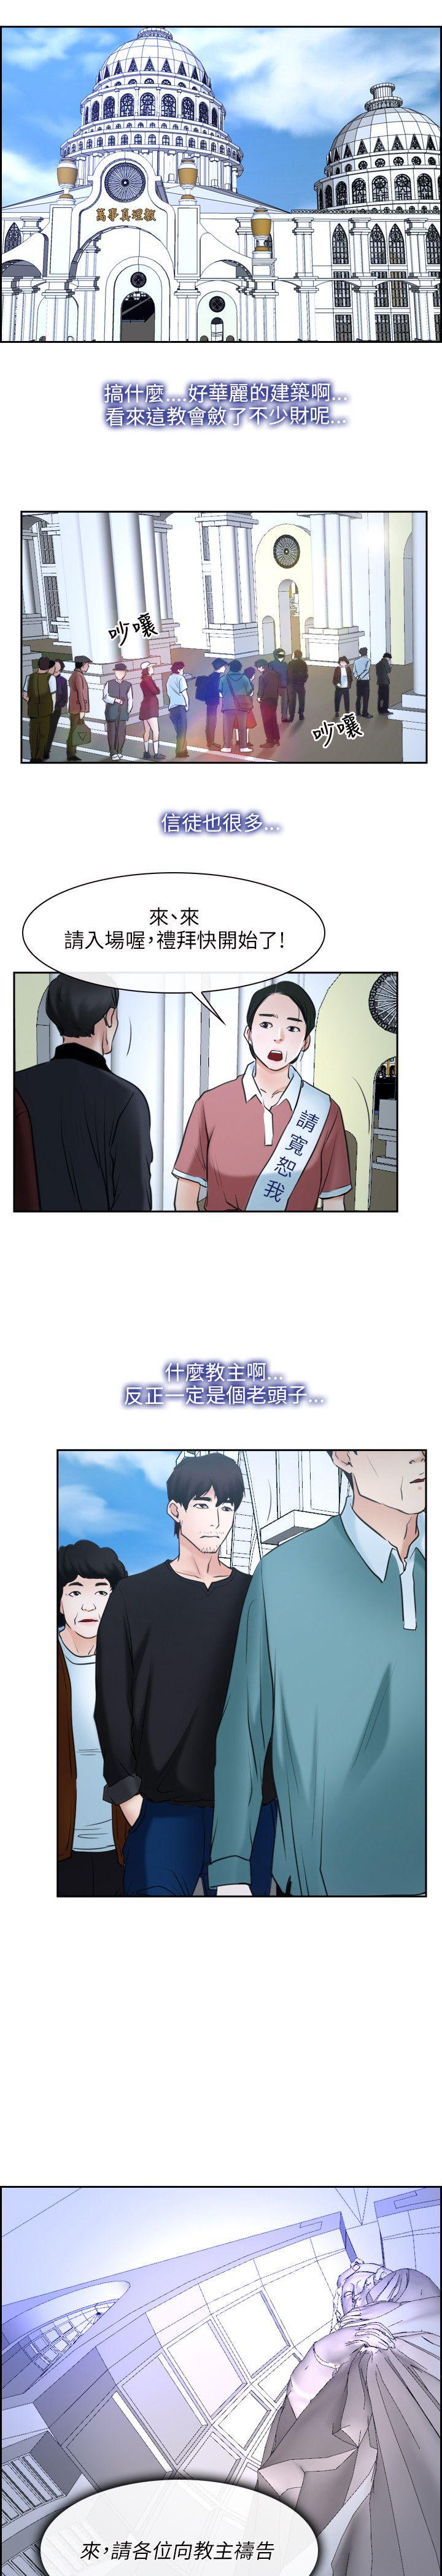 萬夢真理教
搞什麼....好華麗的建築啊...
看來這教會斂了不少財呢...
吵嚷
吵嚷
信徒也很多...
來、來
請入場喔,禮拜快開始了!
請寬恕我
什麼教主啊...
反正一定是個老頭子...
來,請各位向教主禱告